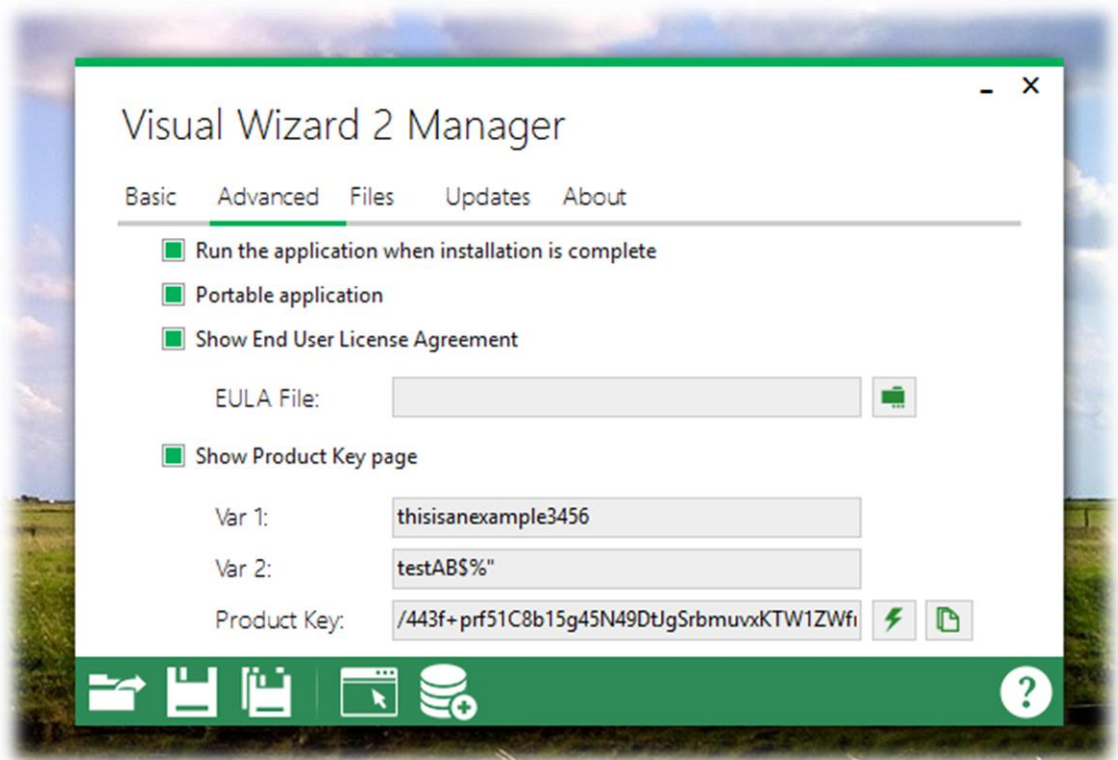 Visual Wizard 2 Manager
Basic Advanced Files Updates About
Run the application when installation is complete
Portable application
Show End User License Agreement
EULA File:
Show Product Key page
Var 1: thisisanexample3456
Var 2: testAB$%"
Product Key: /443f+prf51C8b15g45N49DtJgSrbmuvxKTW1ZWf
?